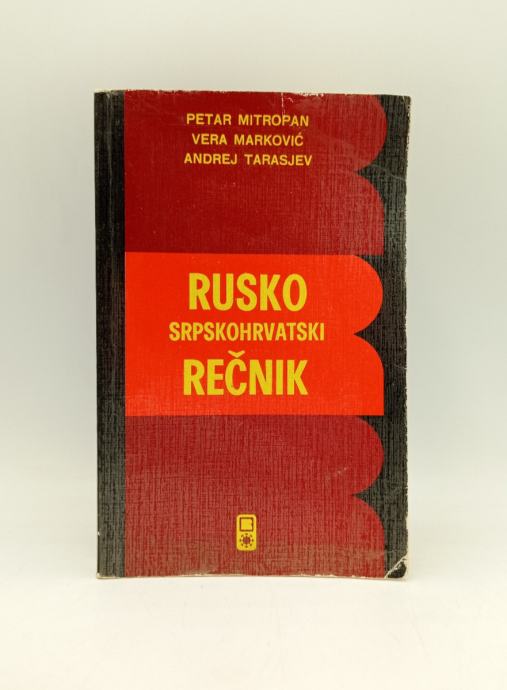 PETAR MITROPAN
VERA MARKOVIĆ
ANDREJ TARASJEV
RUSKO
SRPSKOHRVATSKI
REČNIK